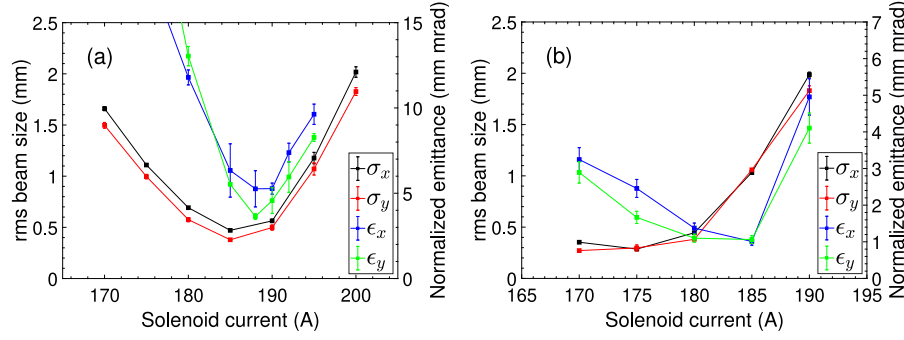 (a)
rms beam size (mm)
2.5
2
1.5
1
0.5
0
170 180 190 200
Solenoid current (A)
15
10
5
0
Normalized emittance (mm mrad)
σx
σy
ϵx
ϵy
(b)
rms beam size (mm)
2.5
2
1.5
1
0.5
0
165 170 175 180 185 190 195
Solenoid current (A)
7
6
5
4
3
2
1
0
Normalized emittance (mm mrad)
σx
σy
ϵx
ϵy